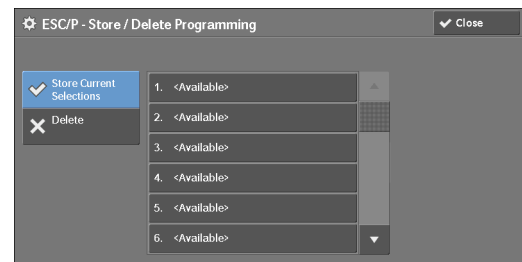 ESC/P - Store / Delete Programming
Close
Store Current
Selections
Delete
1. <Available>
2. <Available>
3. <Available>
4. <Available>
5. <Available>
6. <Available>